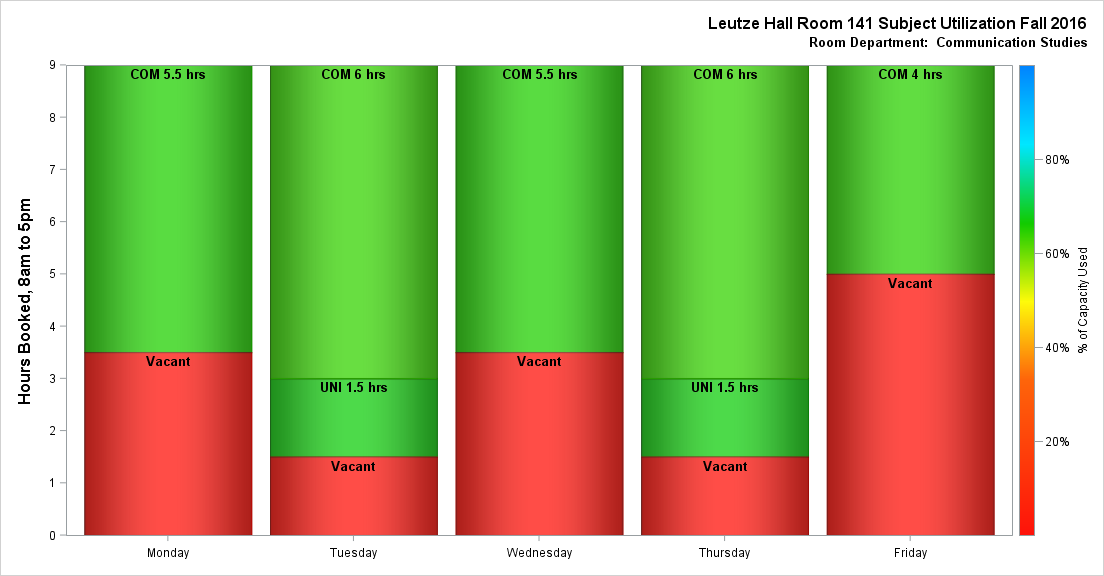 Leutze Hall Room 141 Subject Utilization Fall 2016
Room Department:  Communication Studies
Hours Booked, 8am to 5pm
9
8
7
6
5
4
3
2
1
0
COM 5.5 hrs
Vacant
COM 6 hrs
UNI 1.5 hrs
Vacant
COM 5.5 hrs
Vacant
COM 6 hrs
UNI 1.5 hrs
Vacant
COM 4 hrs
Vacant
Monday
Tuesday
Wednesday
Thursday
Friday
80%
60%
40%
20%
% of Capacity Used